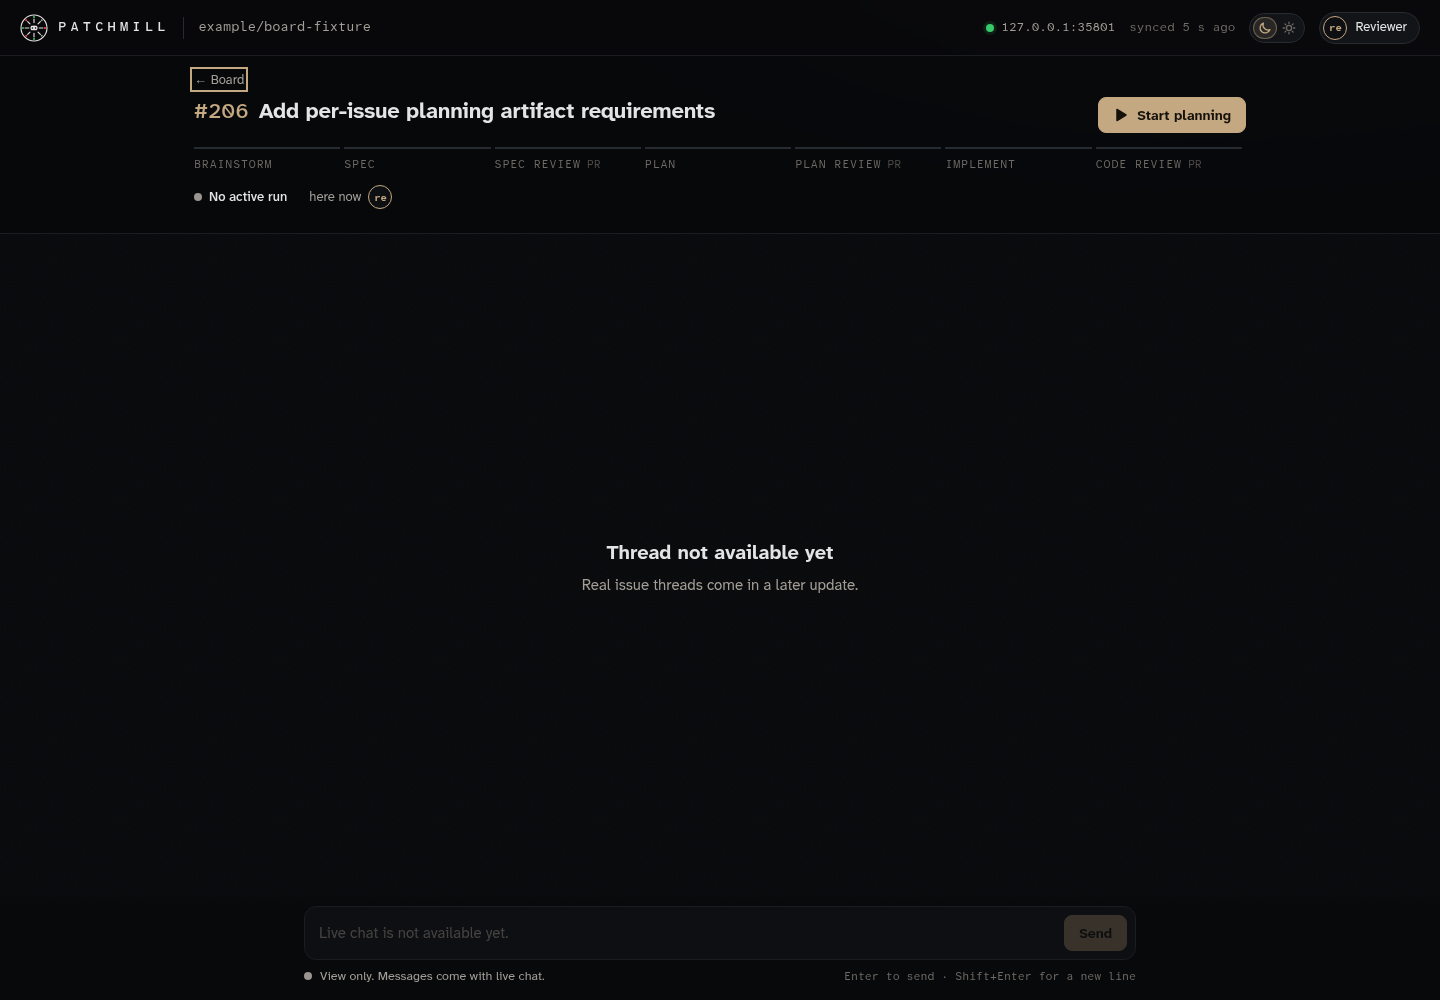 PATCHMILL
example/board-fixture
127.0.0.1:35801
synced 5 s ago
re
Reviewer
← Board
#206 Add per-issue planning artifact requirements
Start planning
BRAINSTORM
SPEC
SPEC REVIEW PR
PLAN
PLAN REVIEW PR
IMPLEMENT
CODE REVIEW PR
No active run
here now
re
Thread not available yet
Real issue threads come in a later update.
Live chat is not available yet.
Send
View only. Messages come with live chat.
Enter to send · Shift+Enter for a new line